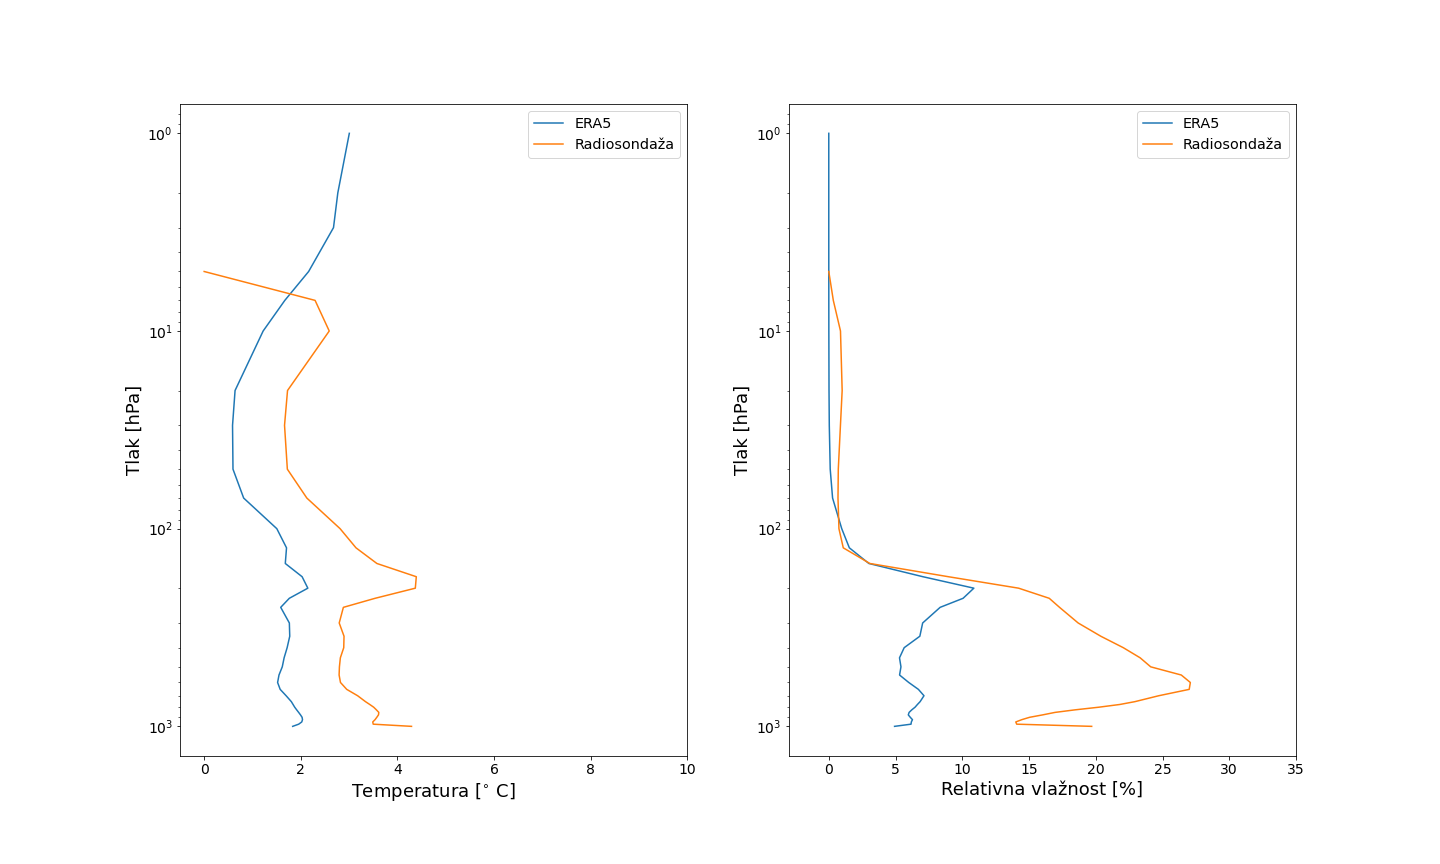 ERA5
Radiosondaža
10⁰
10¹
10²
10³
Tlak [hPa]
0 2 4 6 8 10
Temperatura [° C]
ERA5
Radiosondaža
10⁰
10¹
10²
10³
Tlak [hPa]
0 5 10 15 20 25 30 35
Relativna vlažnost [%]